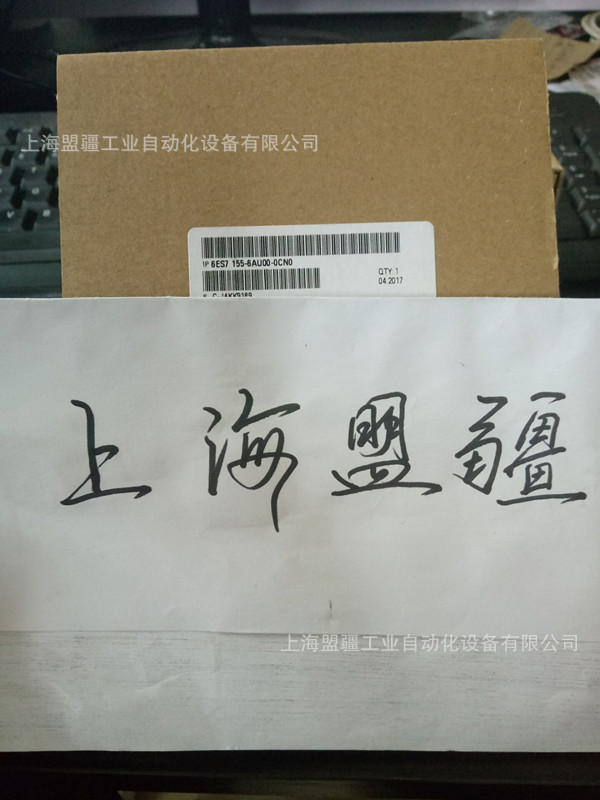 上海盟疆工业自动化设备有限公司
1P 6ES7 155-6AU00-0CN0
QTY: 1
04.2017
上海盟疆
上海盟疆工业自动化设备有限公司